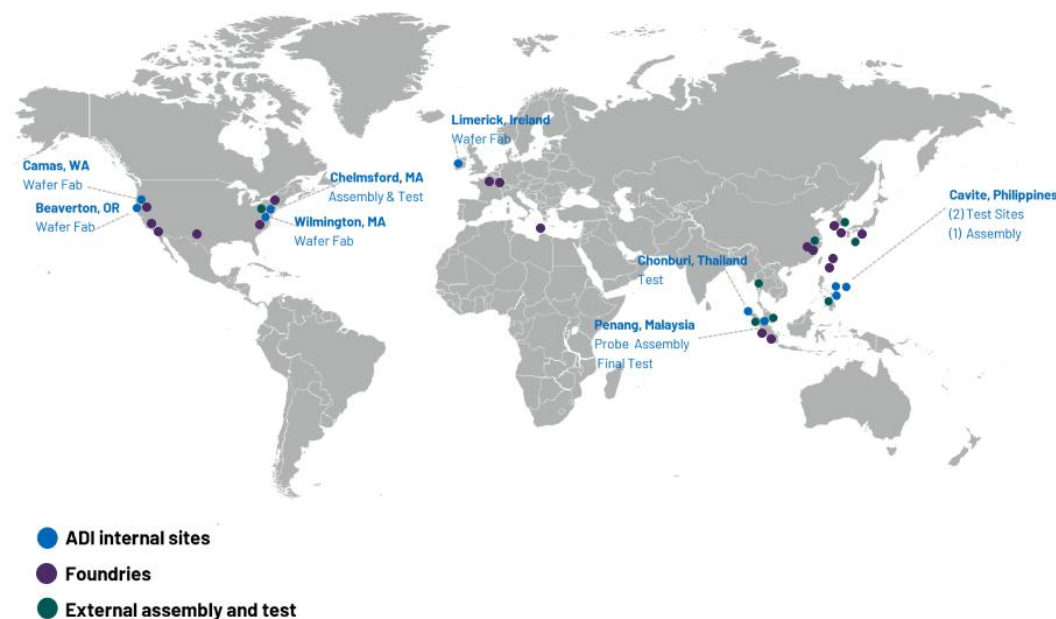 Limerick, Ireland
Wafer Fab
Camas, WA
Wafer Fab
Beaverton, OR
Wafer Fab
Chelmsford, MA
Assembly & Test
Wilmington, MA
Wafer Fab
Cavite, Philippines
(2) Test Sites
(1) Assembly
Chonburi, Thailand
Test
Penang, Malaysia
Probe Assembly
Final Test
ADI internal sites
Foundries
External assembly and test